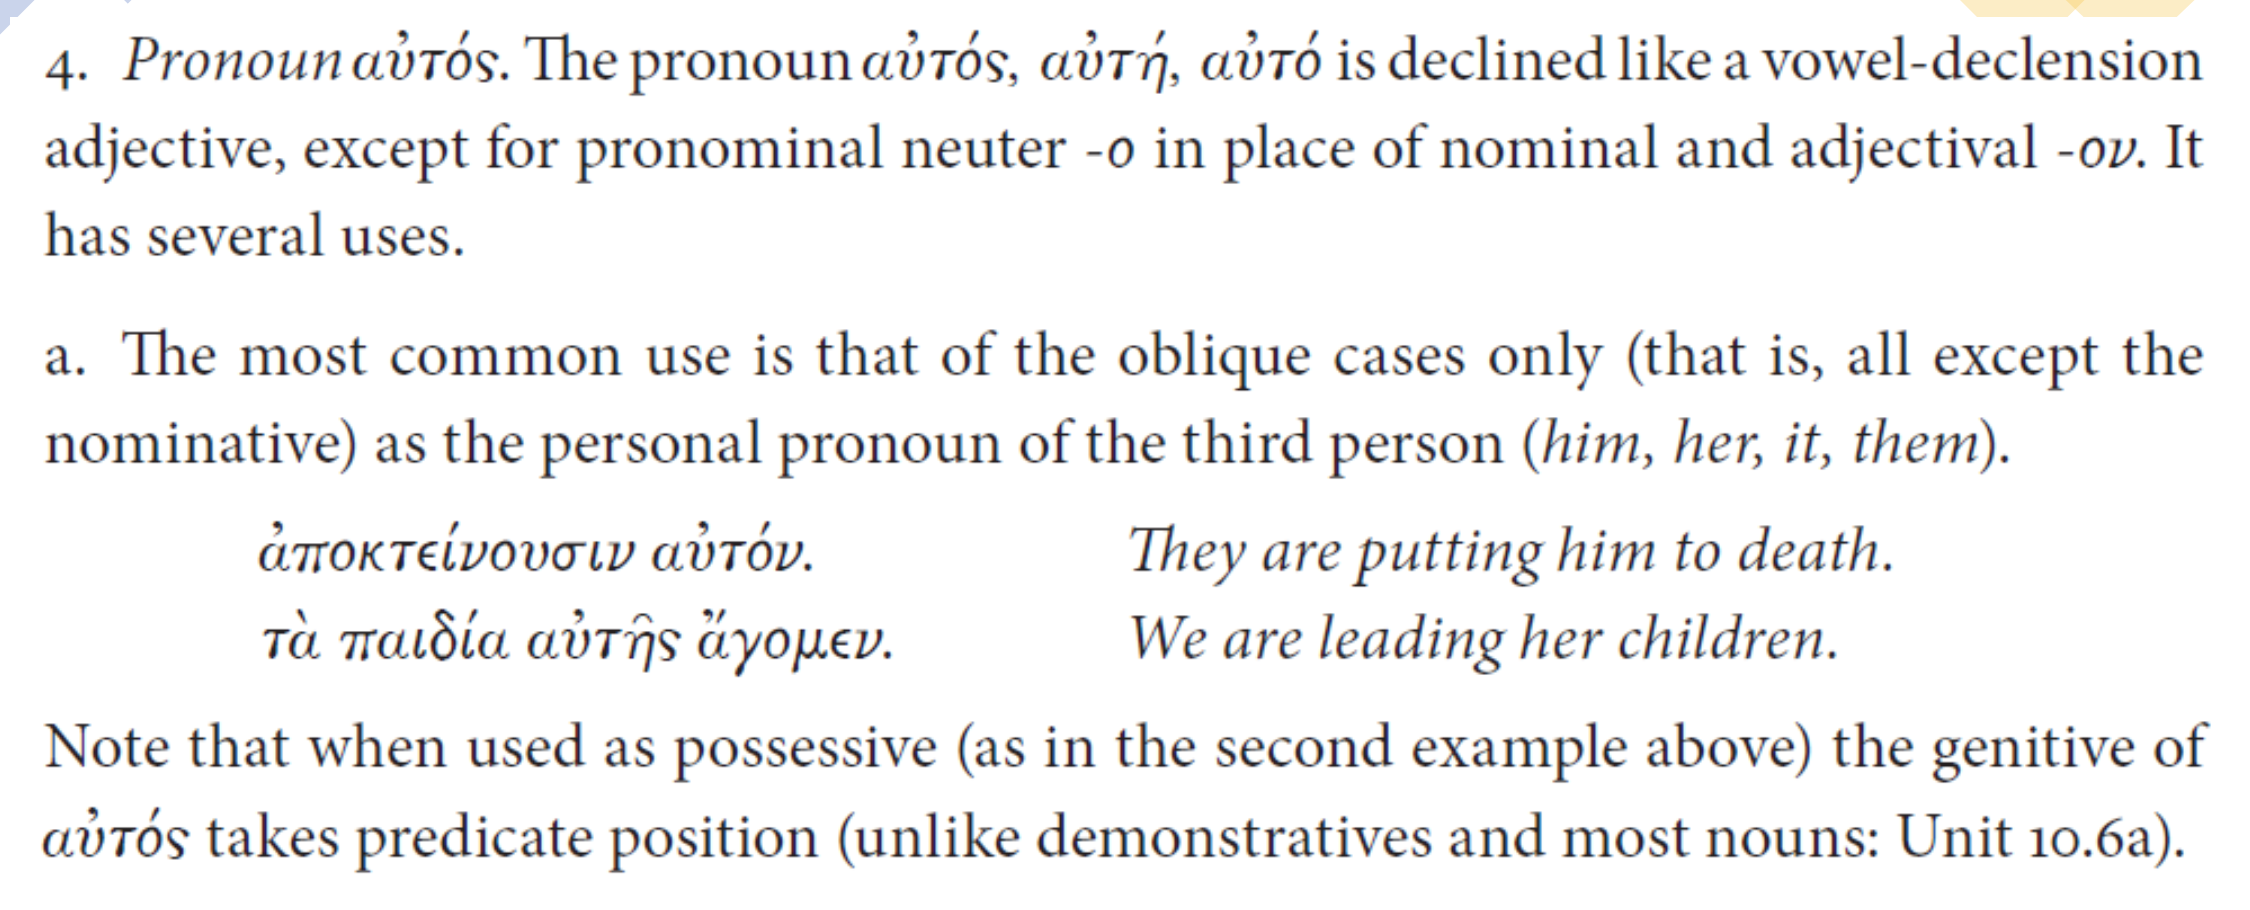 4. Pronoun αὐτός. The pronoun αὐτός, αὐτή, αὐτό is declined like a vowel-declension
adjective, except for pronominal neuter -ο in place of nominal and adjectival -ον. It
has several uses.
a. The most common use is that of the oblique cases only (that is, all except the
nominative) as the personal pronoun of the third person (him, her, it, them).
ἀποκτείνουσιν αὐτόν. They are putting him to death.
τὰ παιδία αὐτῆς ἄγομεν. We are leading her children.
Note that when used as possessive (as in the second example above) the genitive of
αὐτός takes predicate position (unlike demonstratives and most nouns: Unit 10.6a).